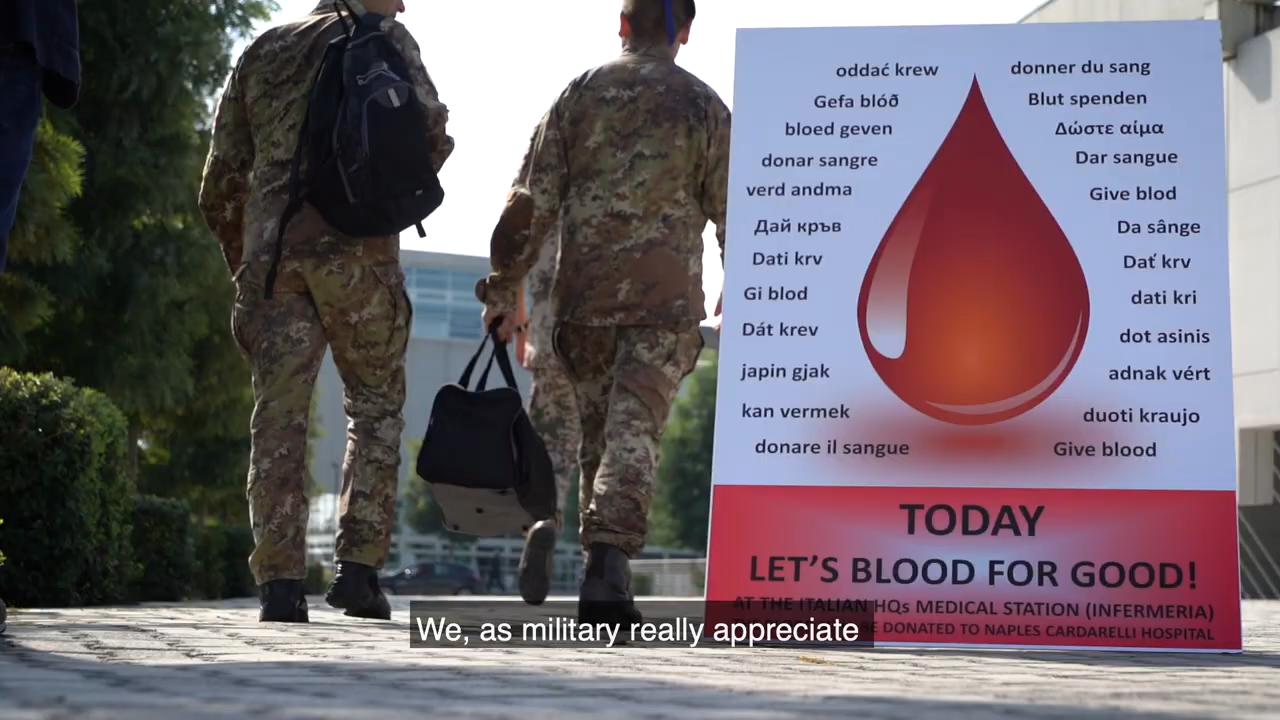 oddać krew
Gefa blóð
bloed geven
donar sangre
verd andma
Дай кръв
Dati krv
Gi blod
Dát krev
japin gjak
kan vermek
donare il sangue
donner du sang
Blut spenden
Δώστε αίμα
Dar sangue
Give blod
Da sânge
Dať krv
dati kri
dot asinis
adnak vért
duoti kraujo
Give blood
TODAY
LET'S BLOOD FOR GOOD!
AT THE ITALIAN HQs MEDICAL STATION (INFERMERIA)
BE DONATED TO NAPLES CARDARELLI HOSPITAL
We, as military really appreciate